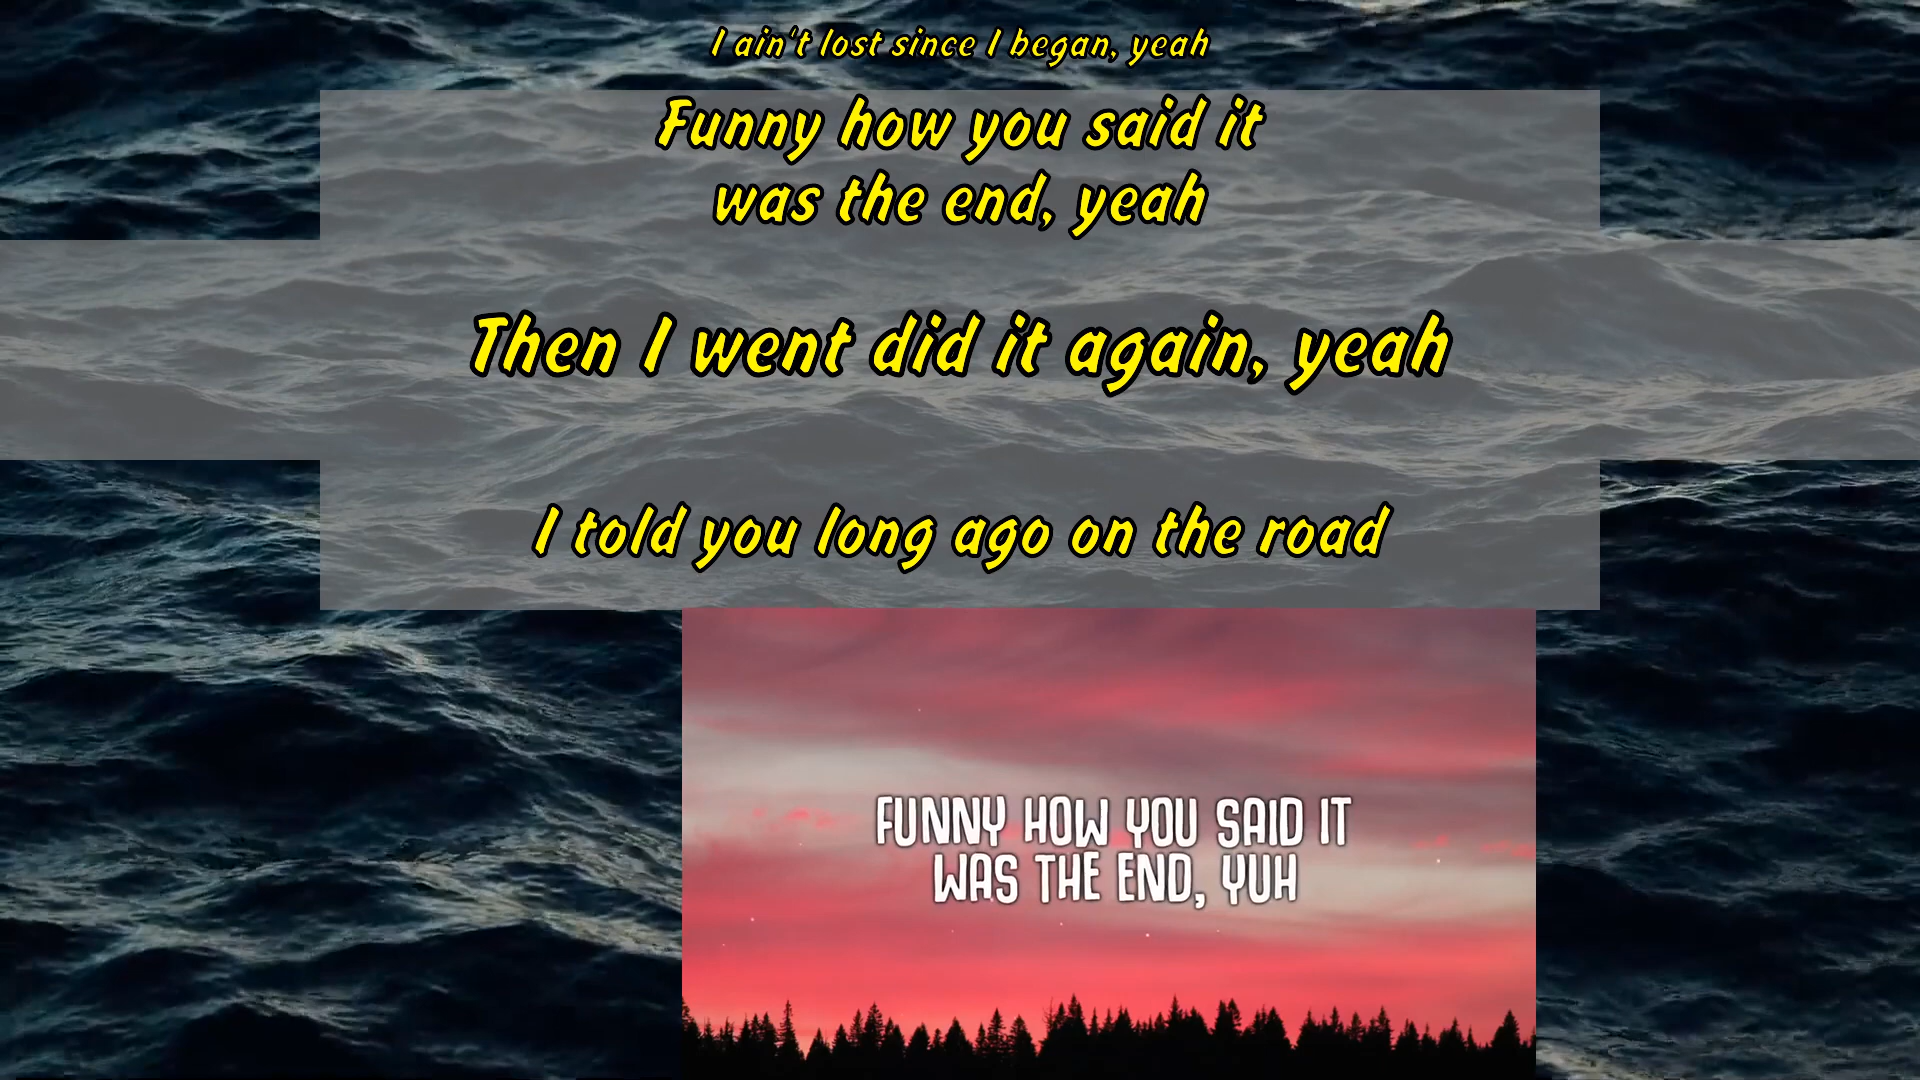 I ain't lost since I began, yeah
Funny how you said it
was the end, yeah
Then I went did it again, yeah
I told you long ago on the road
FUNNY HOW YOU SAID IT
WAS THE END, YUH